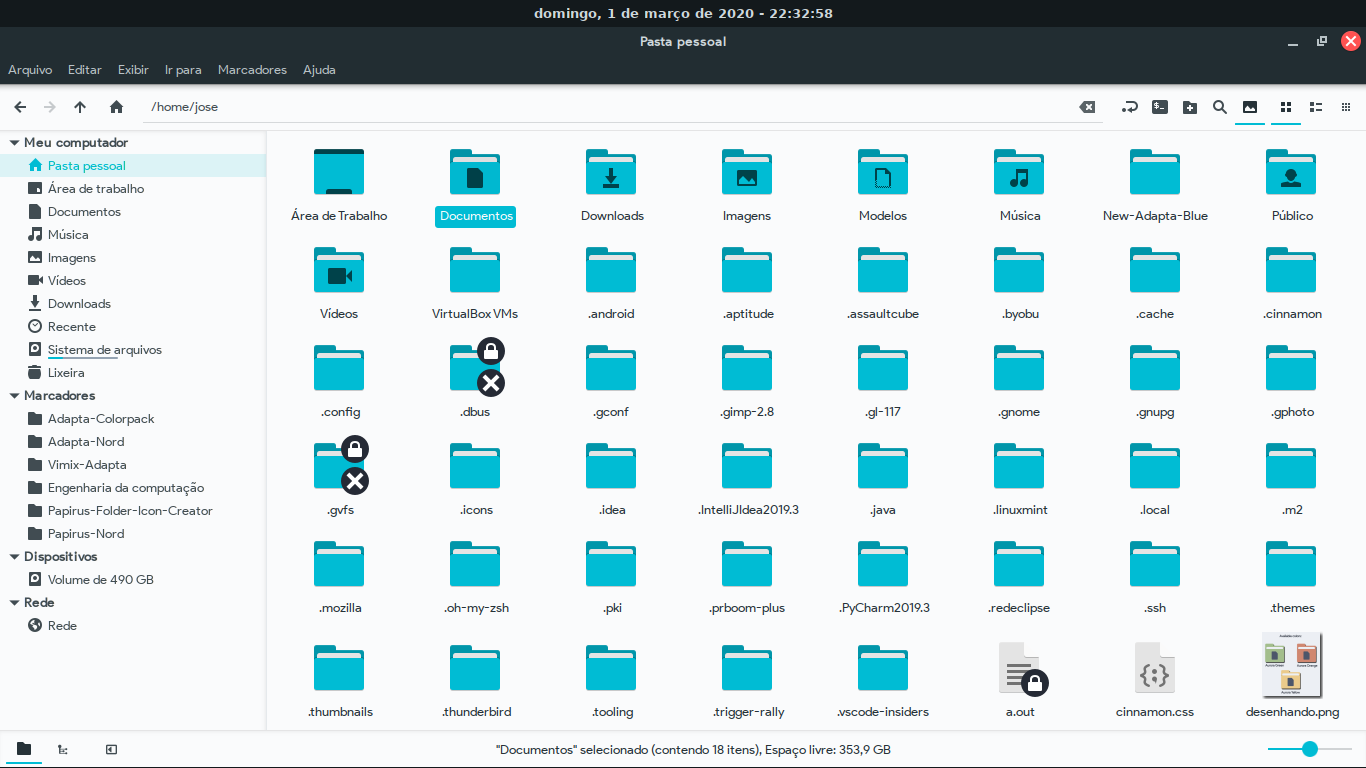 domingo, 1 de março de 2020 - 22:32:58
Pasta pessoal
Arquivo Editar Exibir Ir para Marcadores Ajuda
/home/jose
Meu computador
Pasta pessoal
Área de trabalho
Documentos
Música
Imagens
Vídeos
Downloads
Recente
Sistema de arquivos
Lixeira
Marcadores
Adapta-Colorpack
Adapta-Nord
Vimix-Adapta
Engenharia da computação
Papirus-Folder-Icon-Creator
Papirus-Nord
Dispositivos
Volume de 490 GB
Rede
Rede
Área de Trabalho Documentos Downloads Imagens Modelos Música New-Adapta-Blue Público
Vídeos VirtualBox VMs .android .aptitude .assaultcube .byobu .cache .cinnamon
.config .dbus .gconf .gimp-2.8 .gl-117 .gnome .gnupg .gphoto
.gvfs .icons .idea .IntelliJIdea2019.3 .java .linuxmint .local .m2
.mozilla .oh-my-zsh .pki .prboom-plus .PyCharm2019.3 .redeclipse .ssh .themes
.thumbnails .thunderbird .tooling .trigger-rally .vscode-insiders a.out cinnamon.css desenhando.png
"Documentos" selecionado (contendo 18 itens), Espaço livre: 353,9 GB